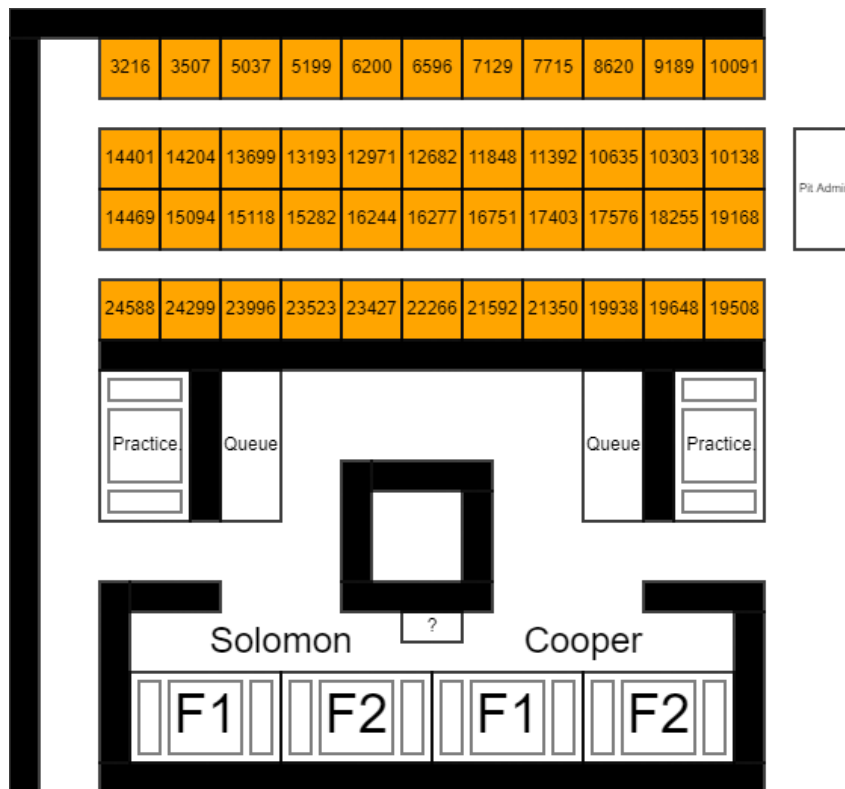 3216 3507 5037 5199 6200 6596 7129 7715 8620 9189 10091
14401 14204 13699 13193 12971 12682 11848 11392 10635 10303 10138
Pit Admin
14469 15094 15118 15282 16244 16277 16751 17403 17576 18255 19168
24588 24299 23996 23523 23427 22266 21592 21350 19938 19648 19508
Practice. Queue Queue Practice.
?
Solomon Cooper
F1 F2 F1 F2